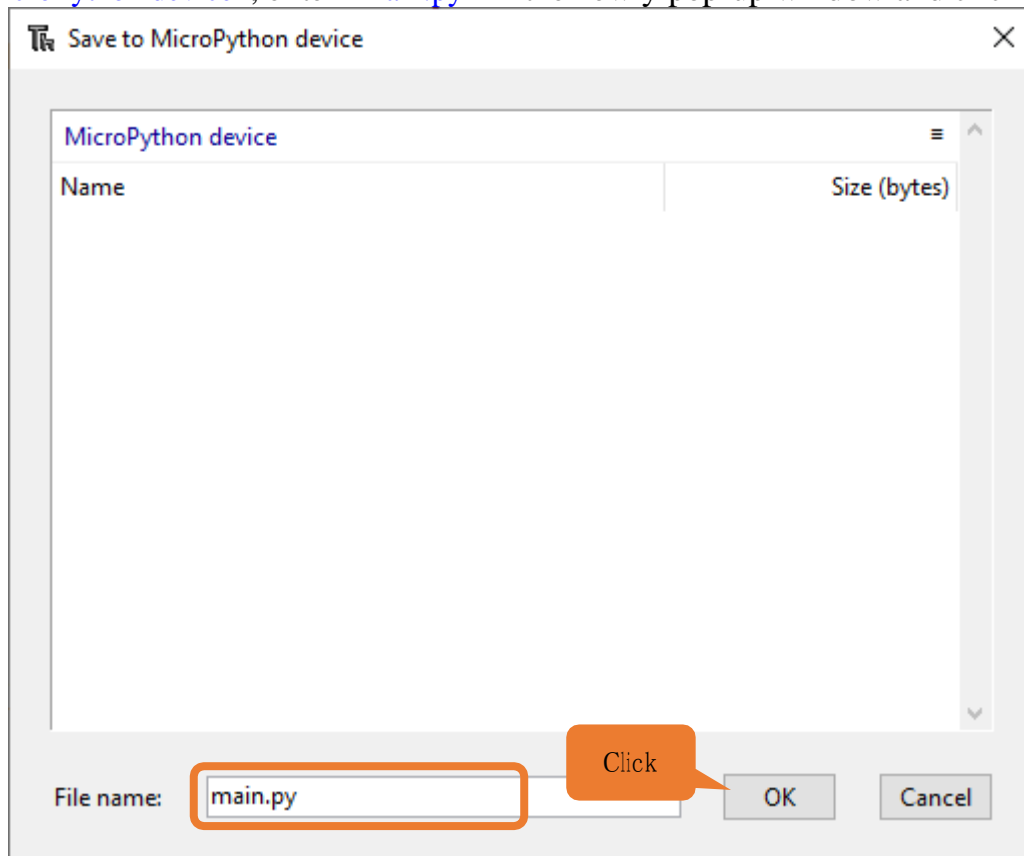 Save to MicroPython device
MicroPython device ≡
Name Size (bytes)
Click
File name: main.py OK Cancel